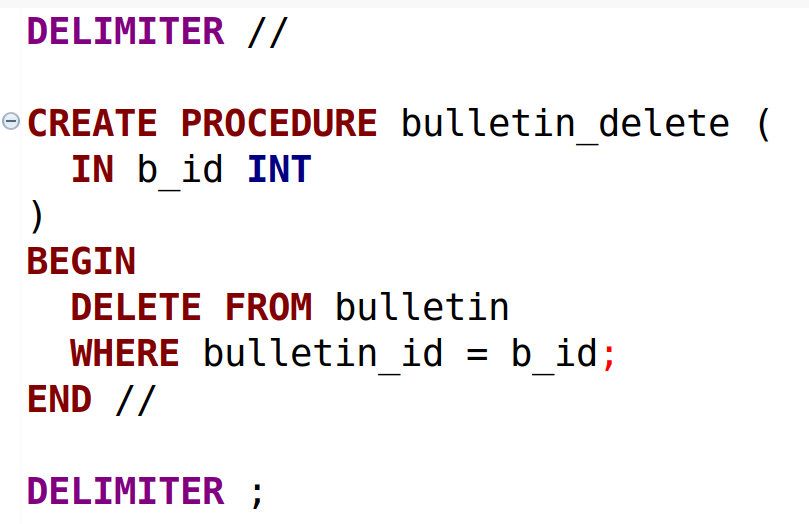 DELIMITER //
CREATE PROCEDURE bulletin_delete (
  IN b_id INT
)
BEGIN
  DELETE FROM bulletin
  WHERE bulletin_id = b_id;
END //
DELIMITER ;